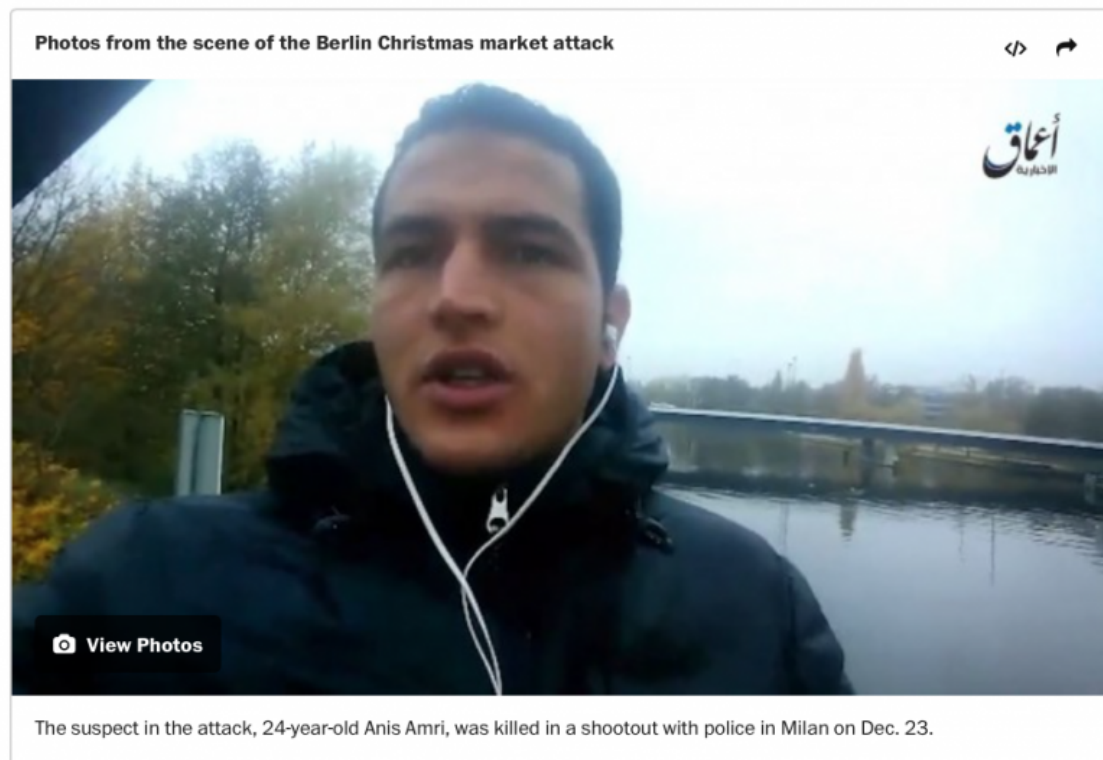 Photos from the scene of the Berlin Christmas market attack
</>
أعماق
الإخبارية
View Photos
The suspect in the attack, 24-year-old Anis Amri, was killed in a shootout with police in Milan on Dec. 23.